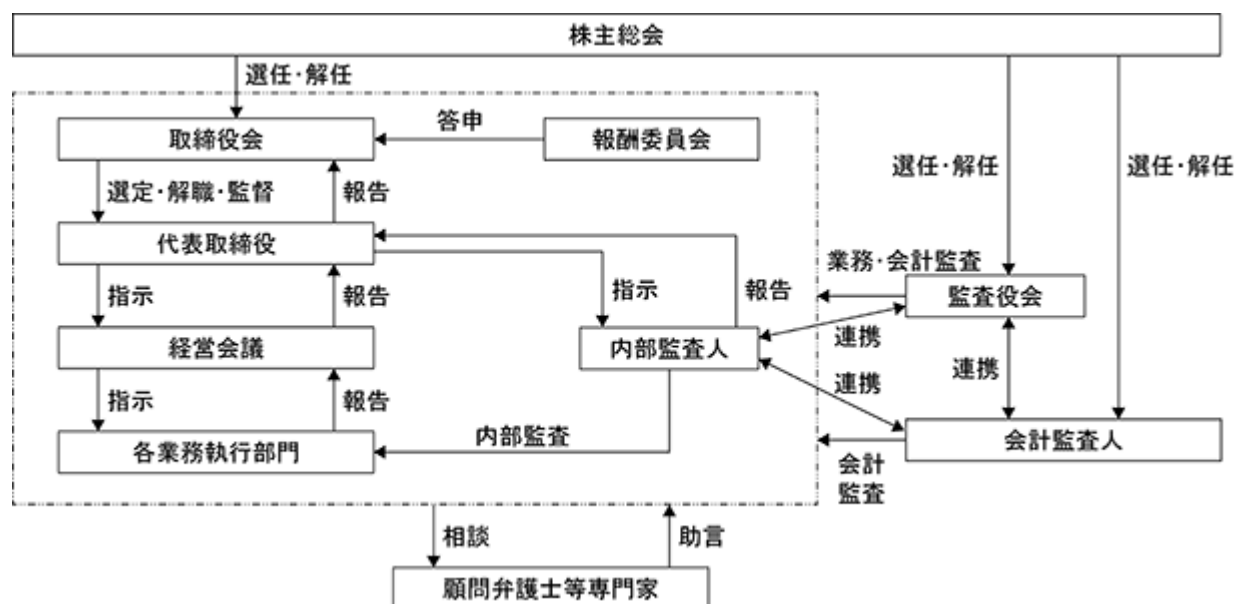 株主総会
選任・解任
取締役会
答申
報酬委員会
選任・解任
選任・解任
選定・解職・監督
報告
代表取締役
指示
報告
指示
報告
業務・会計監査
監査役会
経営会議
内部監査人
連携
連携
連携
指示
報告
内部監査
各業務執行部門
会計監査人
会計
監査
相談
助言
顧問弁護士等専門家